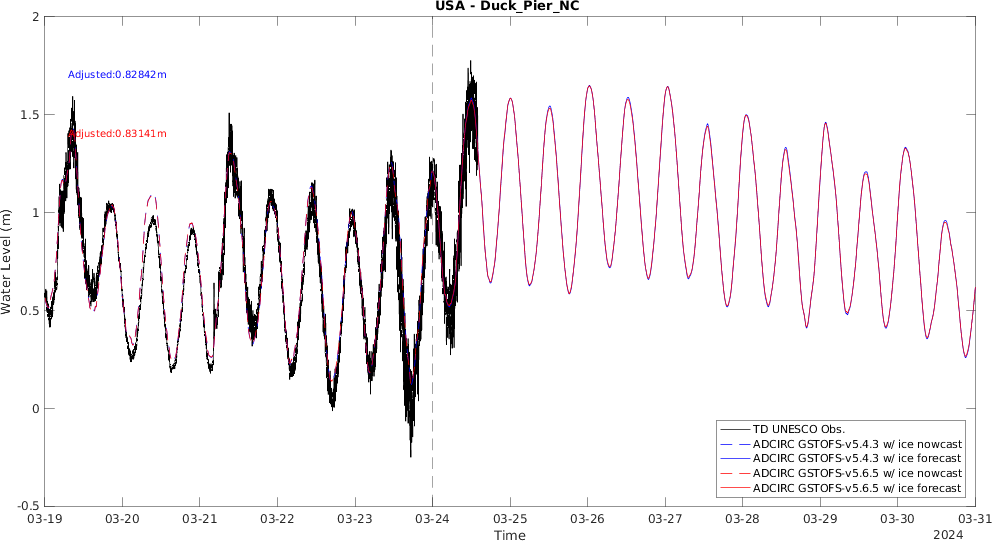 USA - Duck_Pier_NC
2
Adjusted:0.82842m
1.5
Adjusted:0.83141m
1
Water Level (m)
0.5
0
TD UNESCO Obs.
ADCIRC GSTOFS-v5.4.3 w/ ice nowcast
ADCIRC GSTOFS-v5.4.3 w/ ice forecast
ADCIRC GSTOFS-v5.6.5 w/ ice nowcast
ADCIRC GSTOFS-v5.6.5 w/ ice forecast
-0.5
03-19 03-20 03-21 03-22 03-23 03-24 03-25 03-26 03-27 03-28 03-29 03-30 03-31
Time
2024